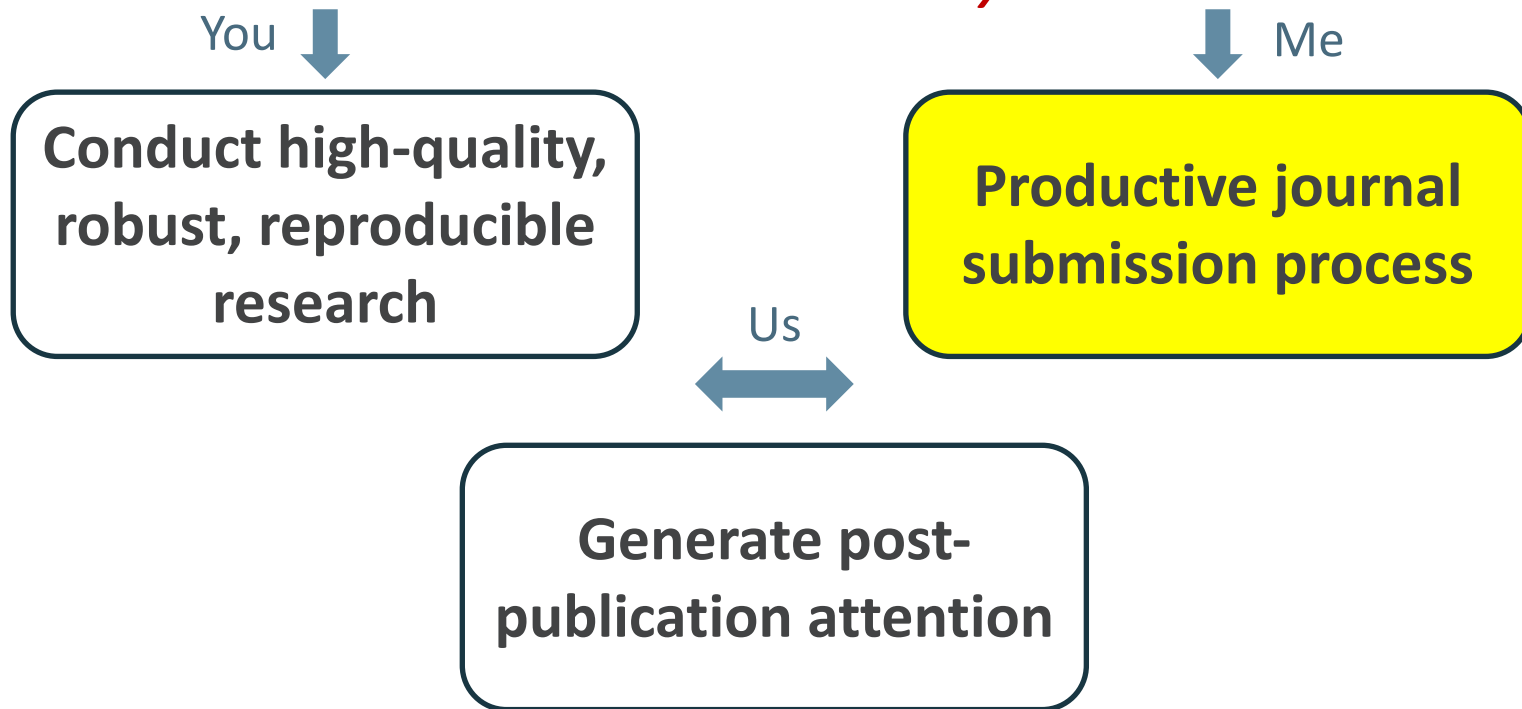 You
Me
Conduct high-quality,
robust, reproducible
research
Productive journal
submission process
Us
Generate post-
publication attention